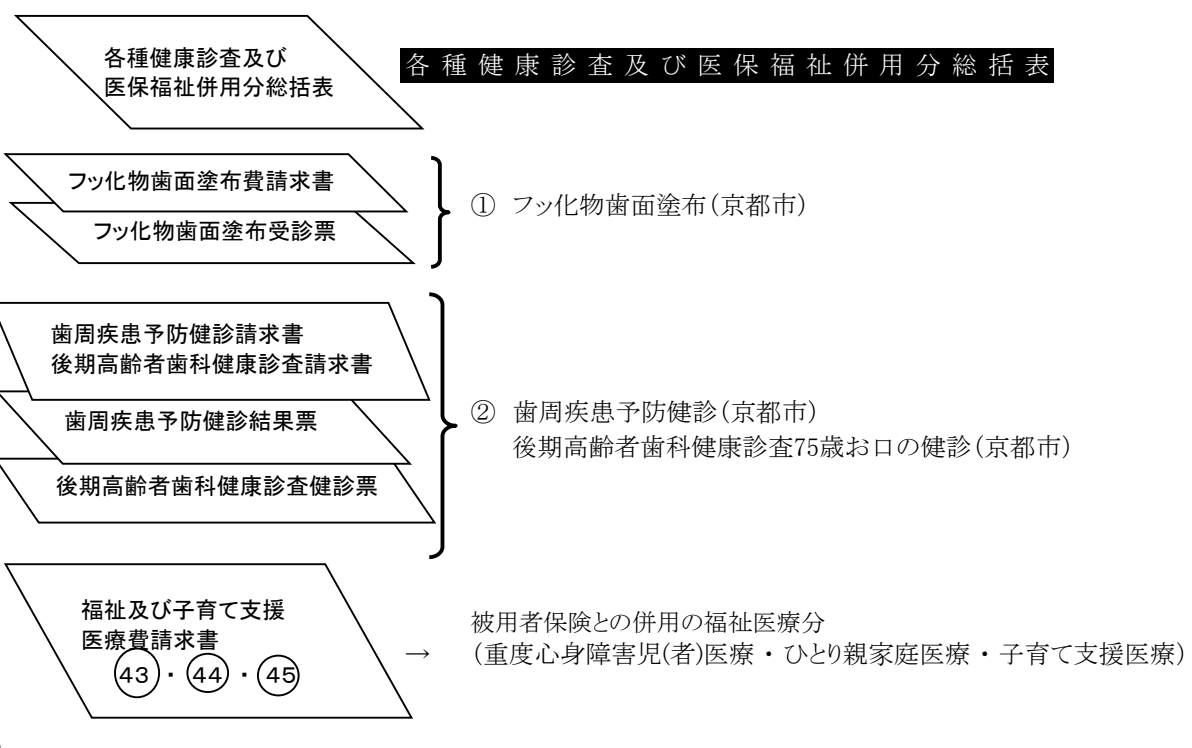 各種健康診査及び
医保福祉併用分総括表
各種健康診査及び医保福祉併用分総括表
フッ化物歯面塗布費請求書
フッ化物歯面塗布受診票
① フッ化物歯面塗布(京都市)
歯周疾患予防健診請求書
後期高齢者歯科健康診査請求書
歯周疾患予防健診結果票
後期高齢者歯科健康診査健診票
② 歯周疾患予防健診(京都市)
後期高齢者歯科健康診査75歳お口の健診(京都市)
福祉及び子育て支援
医療費請求書
㊸・㊹・㊺
→
被用者保険との併用の福祉医療分
(重度心身障害児(者)医療・ひとり親家庭医療・子育て支援医療)